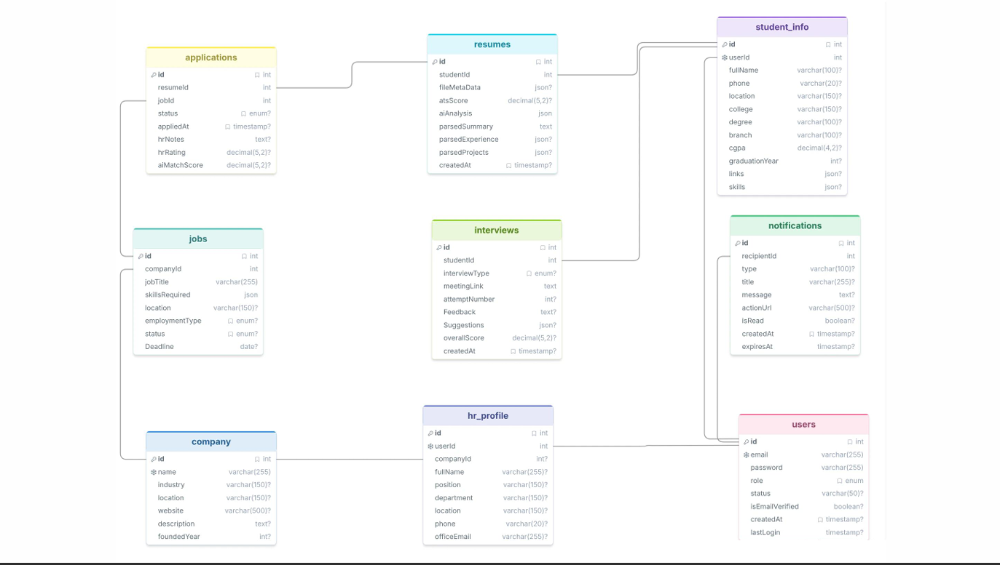 applications
id int
resumeId int
jobId int
status enum?
appliedAt timestamp?
hrNotes text?
hrRating decimal(5,2)?
aiMatchScore decimal(5,2)?
resumes
id int
studentId int
fileMetaData json?
atsScore decimal(5,2)?
aiAnalysis json
parsedSummary text
parsedExperience json?
parsedProjects json?
createdAt timestamp?
student_info
id int
userId int
fullName varchar(100)?
phone varchar(20)?
location varchar(150)?
college varchar(150)?
degree varchar(100)?
branch varchar(100)?
cgpa decimal(4,2)?
graduationYear int?
links json?
skills json?
jobs
id int
companyId int
jobTitle varchar(255)
skillsRequired json
location varchar(150)?
employmentType enum?
status enum?
Deadline date?
interviews
id int
studentId int
interviewType enum?
meetingLink text
attemptNumber int?
Feedback text?
Suggestions json?
overallScore decimal(5,2)?
createdAt timestamp?
notifications
id int
recipientId int
type varchar(100)?
title varchar(255)?
message text?
actionUrl varchar(500)?
isRead boolean?
createdAt timestamp?
expiresAt timestamp?
company
id int
name varchar(255)
industry varchar(150)?
location varchar(150)?
website varchar(500)?
description text?
foundedYear int?
hr_profile
id int
userId int
companyId int?
fullName varchar(255)?
position varchar(150)?
department varchar(150)?
location varchar(150)?
phone varchar(20)?
officeEmail varchar(255)?
users
id int
email varchar(255)
password varchar(255)
role enum
status varchar(50)?
isEmailVerified boolean?
createdAt timestamp?
lastLogin timestamp?